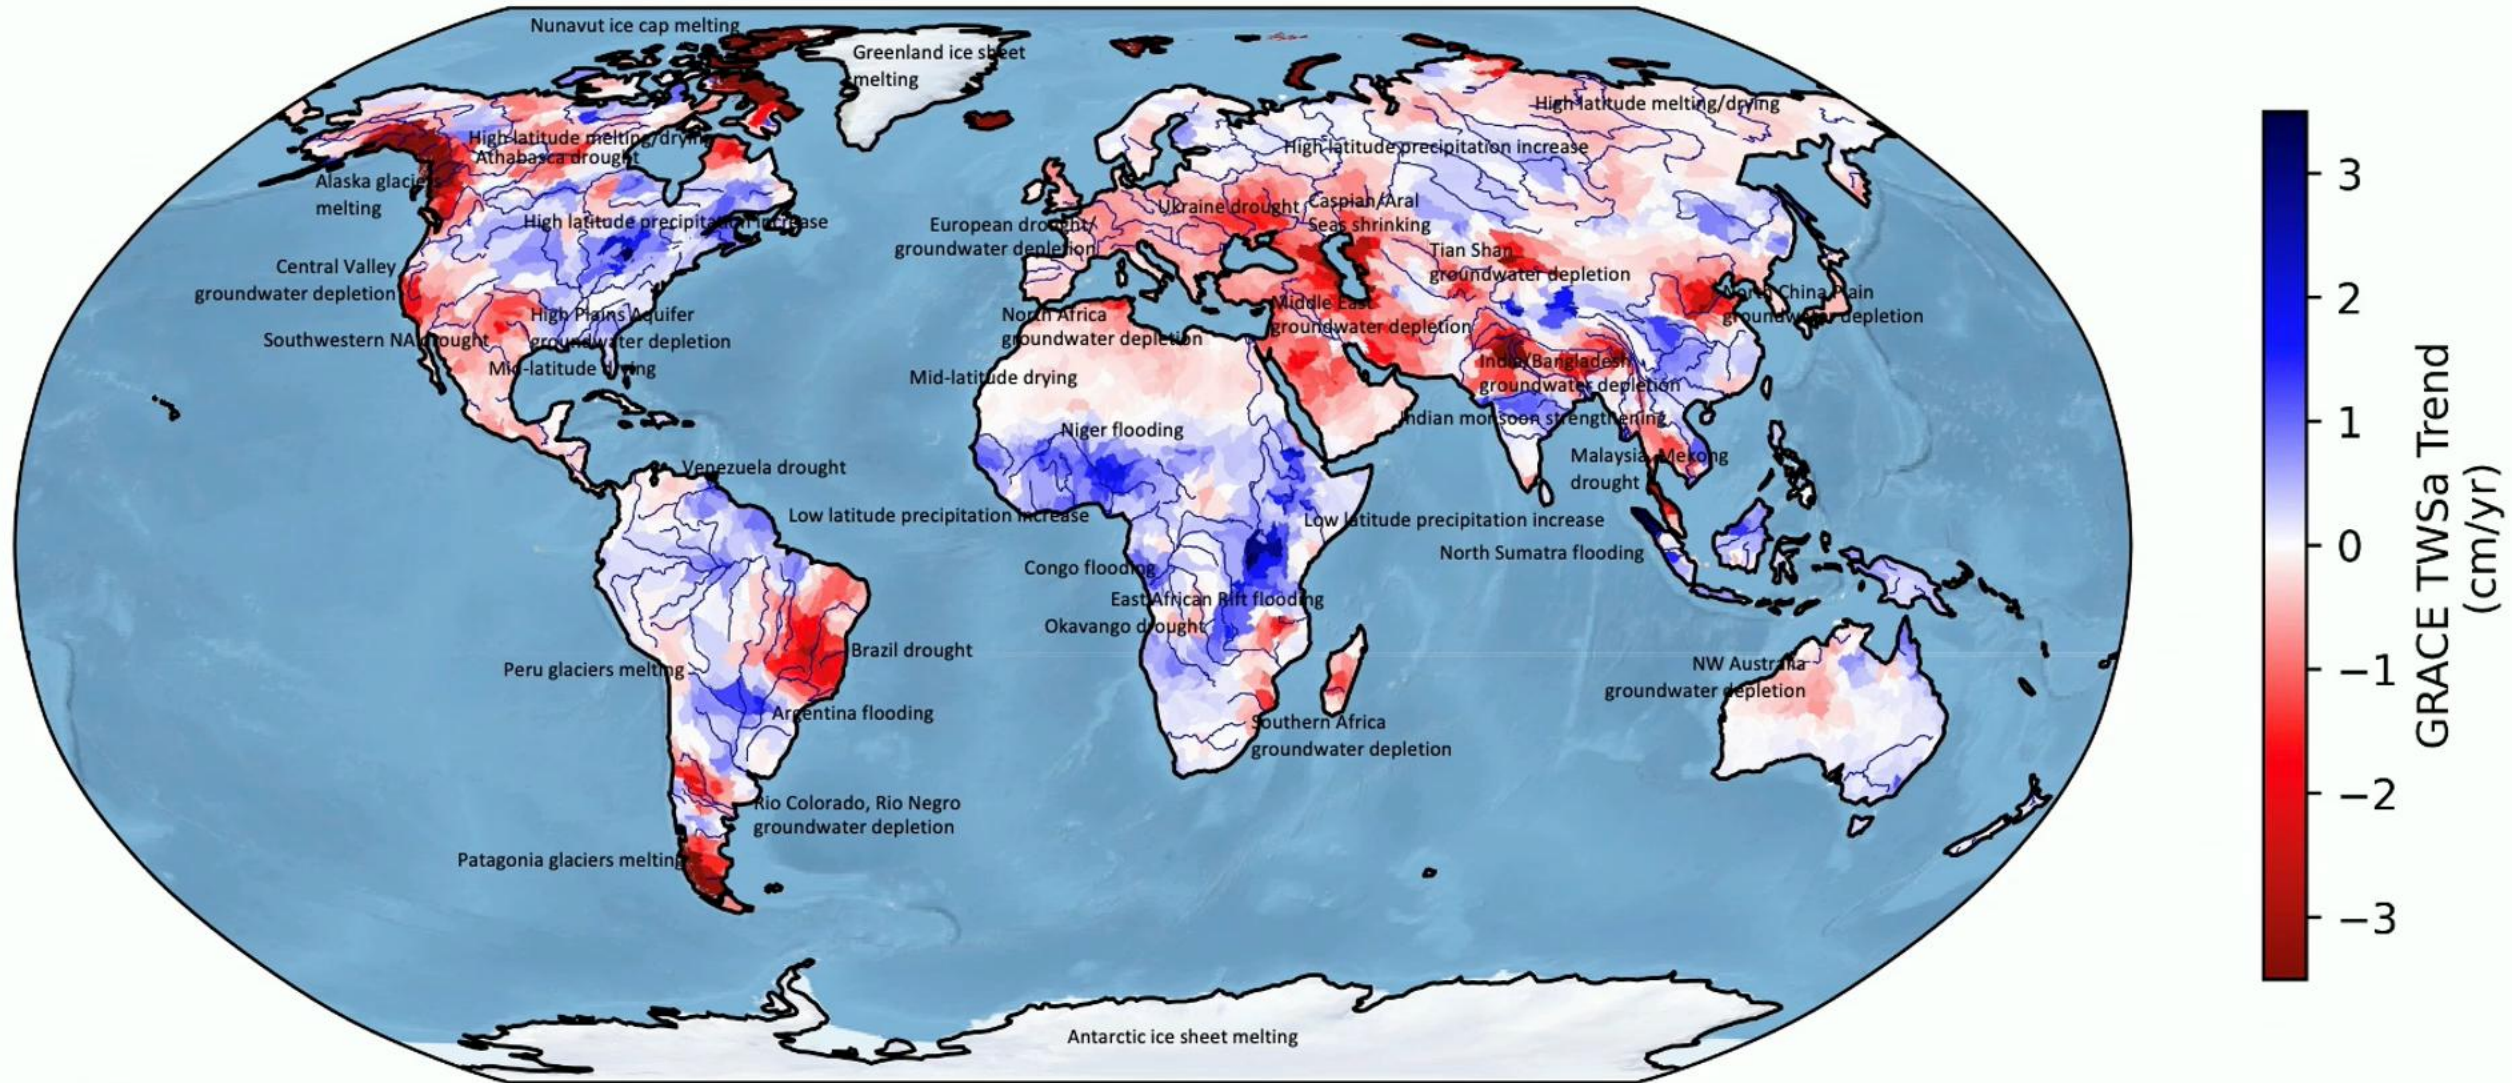 Nunavut ice cap melting
Greenland ice sheet
melting
High latitude melting/drying
High latitude melting/drying
Athabasca drought
High latitude precipitation increase
Alaska glaciers
melting
High latitude precipitation increase
Ukraine drought
Caspian/Aral
Seas shrinking
European drought/
groundwater depletion
Tian Shan
groundwater depletion
Central Valley
groundwater depletion
Middle East
groundwater depletion
North China Plain
groundwater depletion
High Plains Aquifer
groundwater depletion
North Africa
groundwater depletion
Southwestern NA drought
Mid-latitude drying
Mid-latitude drying
India/Bangladesh
groundwater depletion
Indian monsoon strengthening
Niger flooding
Malaysia, Mekong
drought
Venezuela drought
Low latitude precipitation increase
Low latitude precipitation increase
North Sumatra flooding
Congo flooding
East African Rift flooding
Okavango drought
Brazil drought
Peru glaciers melting
NW Australia
groundwater depletion
Argentina flooding
Southern Africa
groundwater depletion
Rio Colorado, Rio Negro
groundwater depletion
Patagonia glaciers melting
Antarctic ice sheet melting
3
2
1
0
−1
−2
−3
GRACE TWSa Trend
(cm/yr)